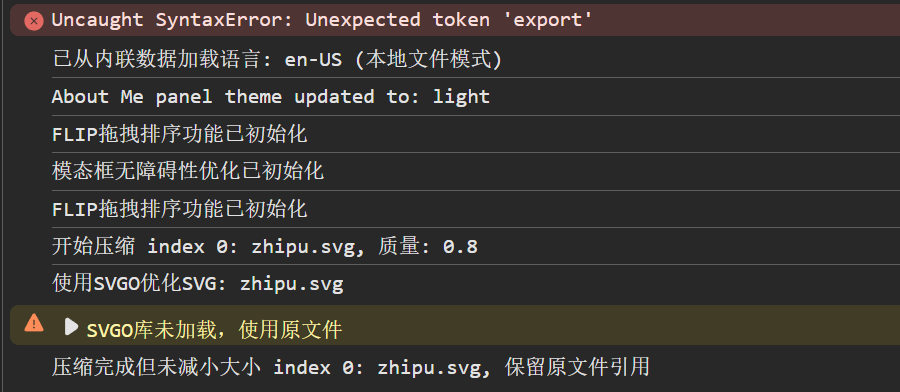 Uncaught SyntaxError: Unexpected token 'export'
已从内联数据加载语言: en-US (本地文件模式)
About Me panel theme updated to: light
FLIP拖拽排序功能已初始化
模态框无障碍性优化已初始化
FLIP拖拽排序功能已初始化
开始压缩 index 0: zhipu.svg, 质量: 0.8
使用SVGO优化SVG: zhipu.svg
SVGO库未加载，使用原文件
压缩完成但未减小大小 index 0: zhipu.svg, 保留原文件引用